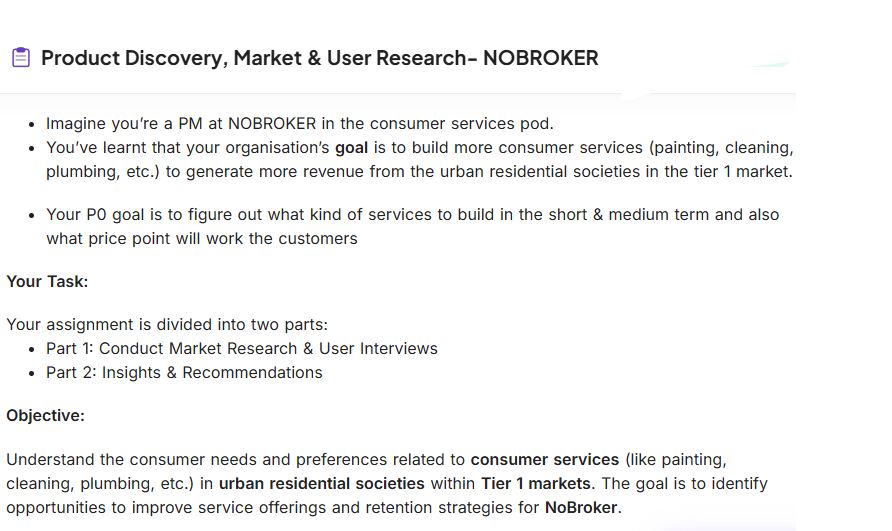 Product Discovery, Market & User Research– NOBROKER
• Imagine you're a PM at NOBROKER in the consumer services pod.
• You've learnt that your organisation's goal is to build more consumer services (painting, cleaning,
plumbing, etc.) to generate more revenue from the urban residential societies in the tier 1 market.
• Your P0 goal is to figure out what kind of services to build in the short & medium term and also
what price point will work the customers
Your Task:
Your assignment is divided into two parts:
• Part 1: Conduct Market Research & User Interviews
• Part 2: Insights & Recommendations
Objective:
Understand the consumer needs and preferences related to consumer services (like painting,
cleaning, plumbing, etc.) in urban residential societies within Tier 1 markets. The goal is to identify
opportunities to improve service offerings and retention strategies for NoBroker.